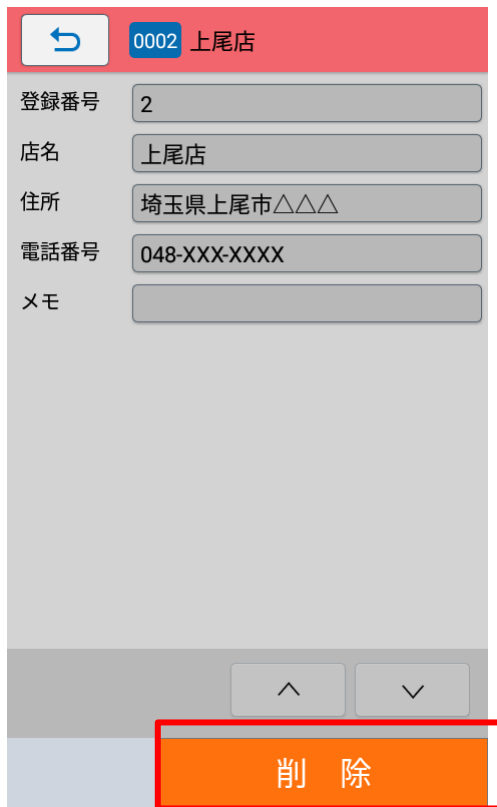 0002 上尾店
登録番号 2
店名 上尾店
住所 埼玉県上尾市△△△
電話番号 048-XXX-XXXX
メモ
削 除